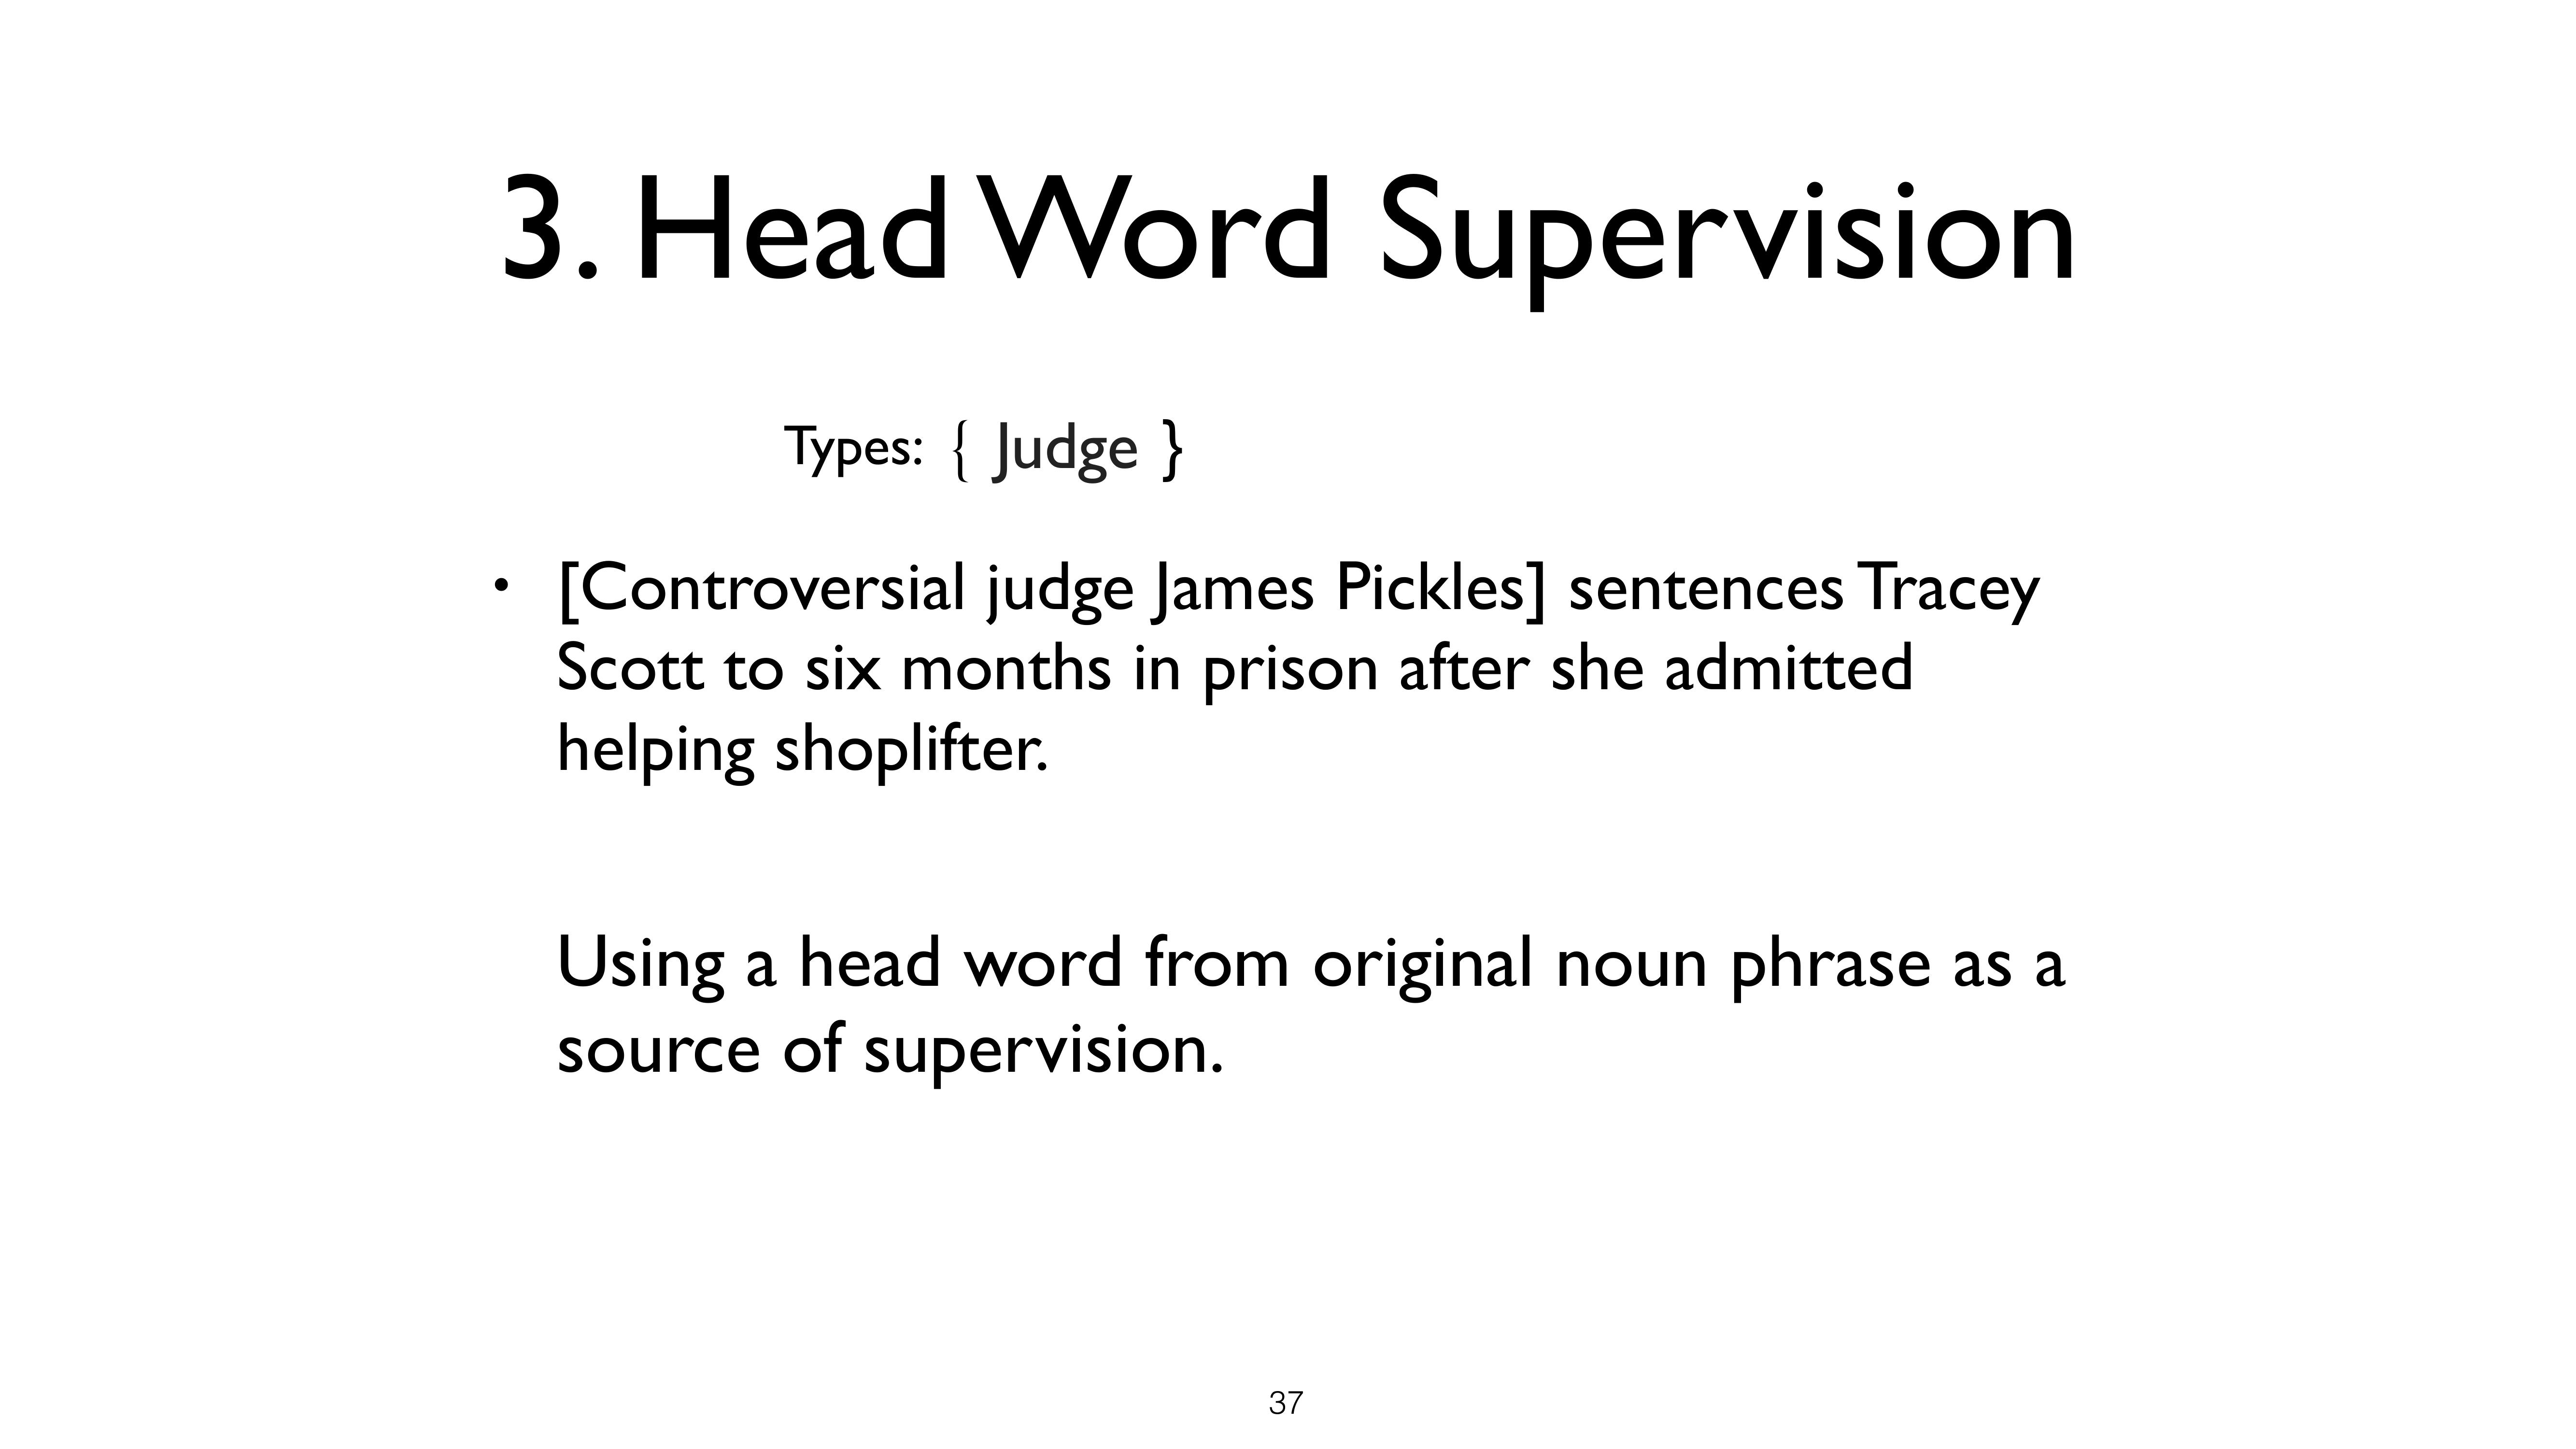 3. Head Word Supervision
Types: { Judge }
• [Controversial judge James Pickles] sentences Tracey
Scott to six months in prison after she admitted
helping shoplifter.
Using a head word from original noun phrase as a
source of supervision.
37